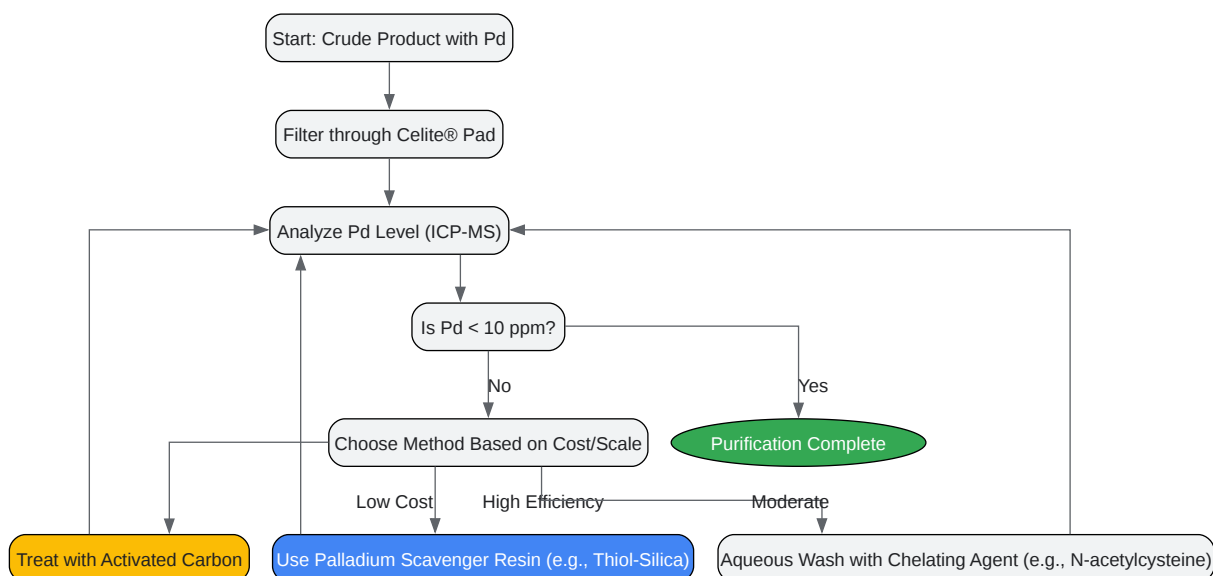 Start: Crude Product with Pd
Filter through Celite® Pad
Analyze Pd Level (ICP-MS)
Is Pd < 10 ppm?
No
Yes
Choose Method Based on Cost/Scale
Purification Complete
Low Cost
High Efficiency
Moderate
Treat with Activated Carbon
Use Palladium Scavenger Resin (e.g., Thiol-Silica)
Aqueous Wash with Chelating Agent (e.g., N-acetylcysteine)